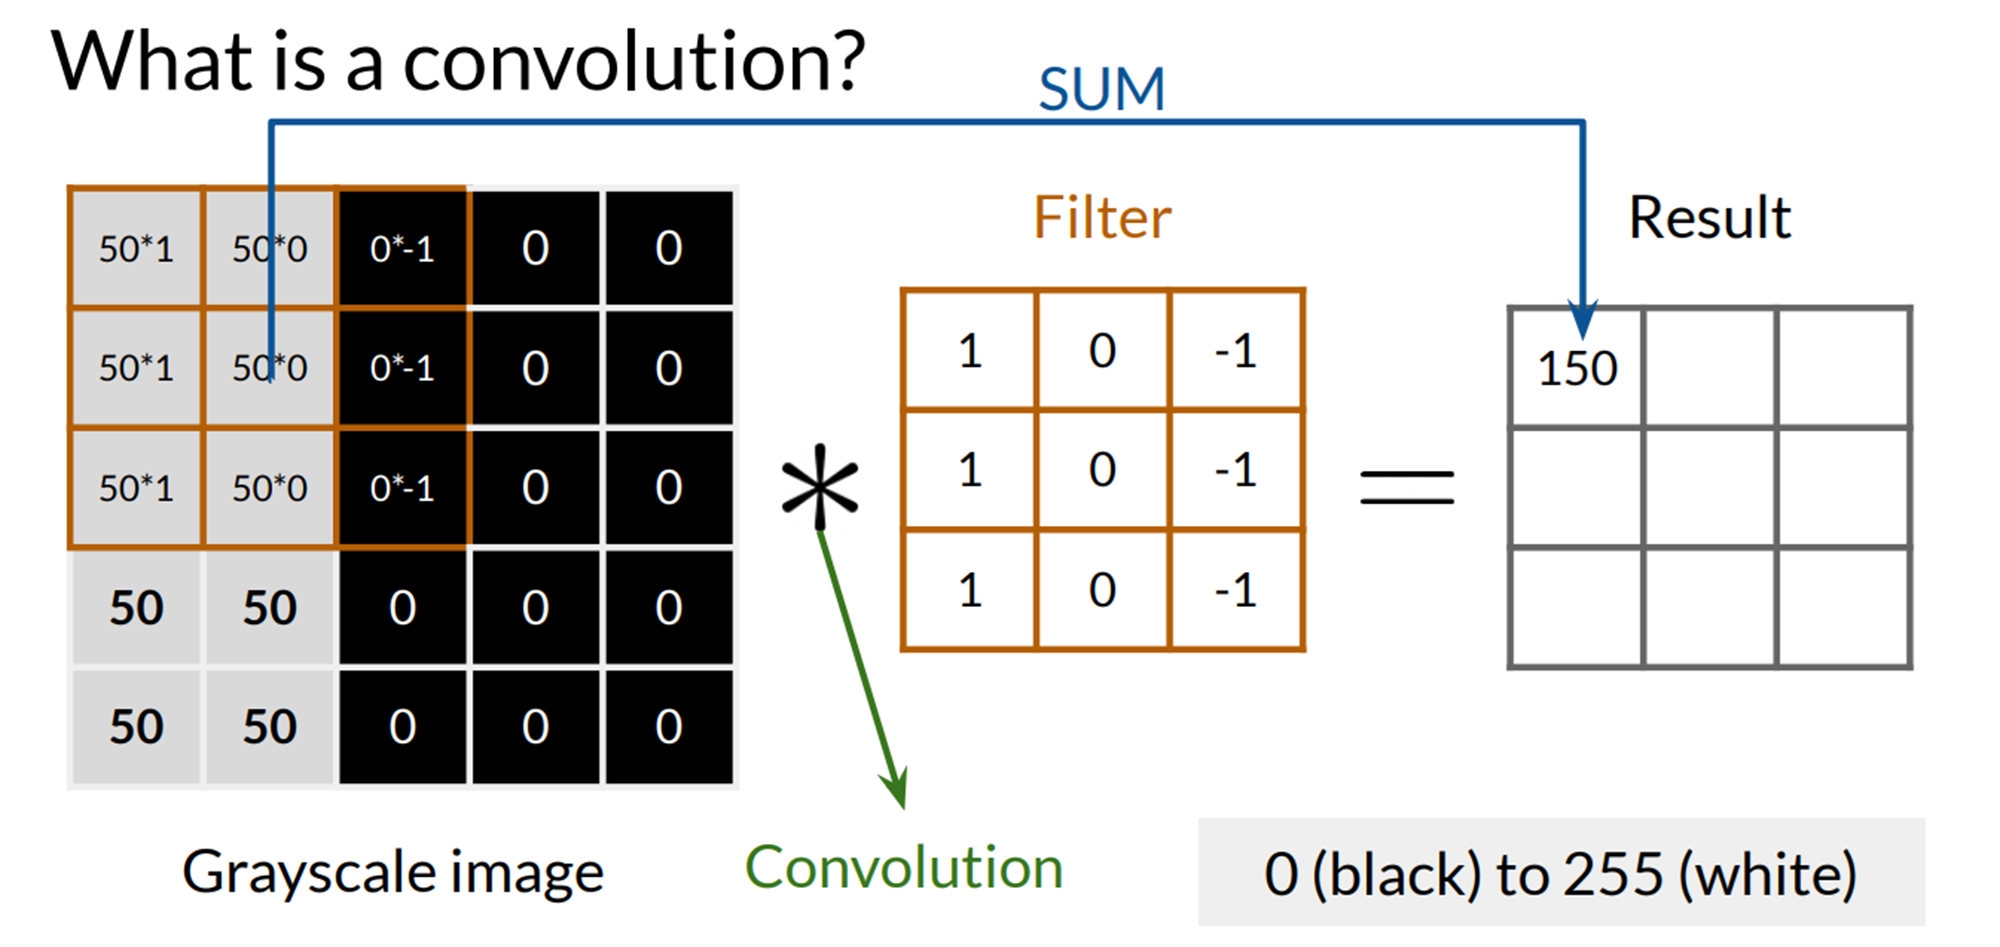 What is a convolution?
SUM
Filter
Result
50*1 50*0 0*-1 0 0
50*1 50*0 0*-1 0 0
50*1 50*0 0*-1 0 0
50 50 0 0 0
50 50 0 0 0
*
1 0 -1
1 0 -1
1 0 -1
=
150
Grayscale image
Convolution
0 (black) to 255 (white)